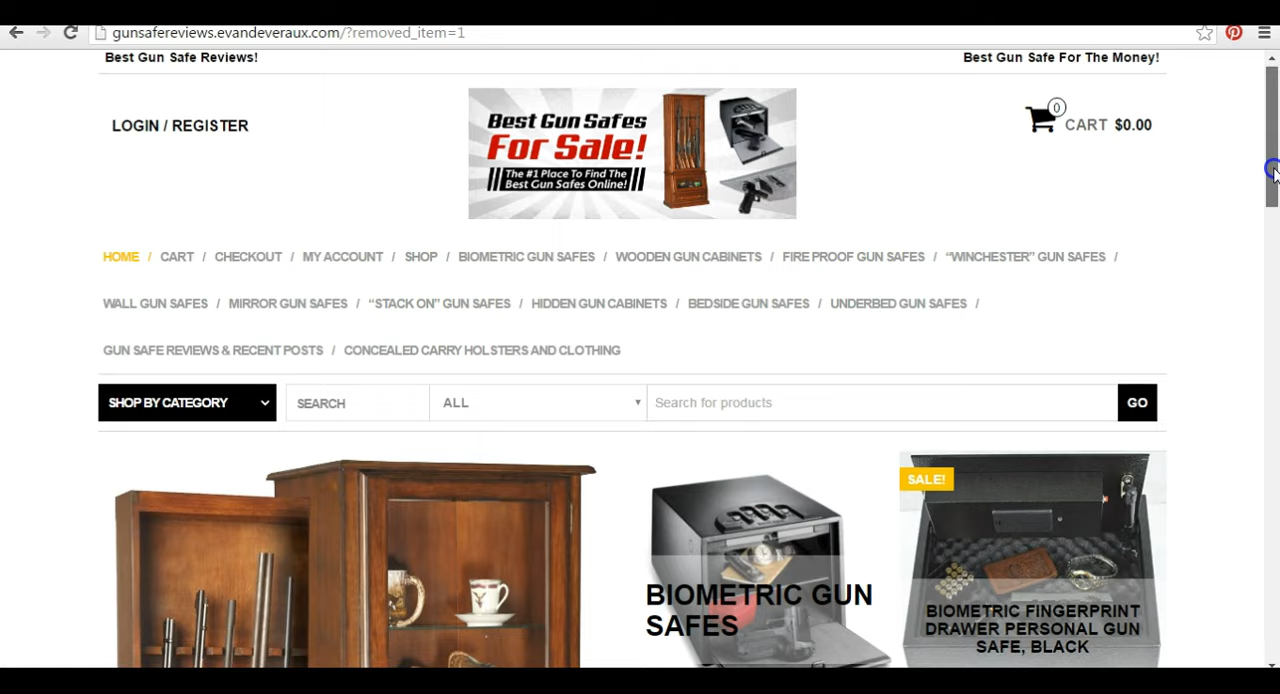 gunsafereviews.evandeveraux.com/?removed_item=1
Best Gun Safe Reviews!
Best Gun Safe For The Money!
LOGIN / REGISTER
Best Gun Safes
For Sale!
The #1 Place To Find The
Best Gun Safes Online!
0
CART $0.00
HOME / CART / CHECKOUT / MY ACCOUNT / SHOP / BIOMETRIC GUN SAFES / WOODEN GUN CABINETS / FIRE PROOF GUN SAFES / “WINCHESTER” GUN SAFES /
WALL GUN SAFES / MIRROR GUN SAFES / “STACK ON” GUN SAFES / HIDDEN GUN CABINETS / BEDSIDE GUN SAFES / UNDERBED GUN SAFES /
GUN SAFE REVIEWS & RECENT POSTS / CONCEALED CARRY HOLSTERS AND CLOTHING
SHOP BY CATEGORY
SEARCH
ALL
Search for products
GO
SALE!
BIOMETRIC GUN
SAFES
BIOMETRIC FINGERPRINT
DRAWER PERSONAL GUN
SAFE, BLACK